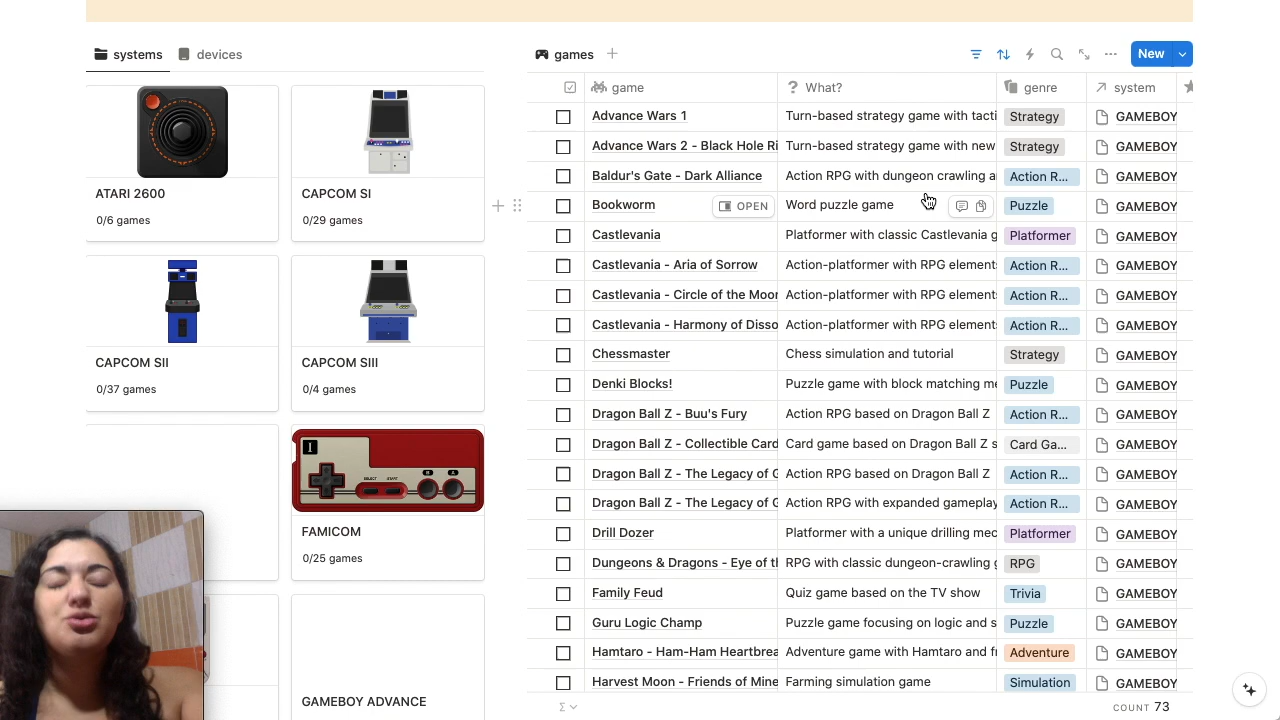 systems
devices
ATARI 2600
0/6 games
CAPCOM SI
0/29 games
CAPCOM SII
0/37 games
CAPCOM SIII
0/4 games
I
SELECT START
B A
FAMICOM
0/25 games
GAMEBOY ADVANCE
games
New
game What? genre system
Advance Wars 1 Turn-based strategy game with tacti Strategy GAMEBOY
Advance Wars 2 - Black Hole Ri Turn-based strategy game with new Strategy GAMEBOY
Baldur's Gate - Dark Alliance Action RPG with dungeon crawling a Action R... GAMEBOY
Bookworm OPEN Word puzzle game Puzzle GAMEBOY
Castlevania Platformer with classic Castlevania g Platformer GAMEBOY
Castlevania - Aria of Sorrow Action-platformer with RPG element Action R... GAMEBOY
Castlevania - Circle of the Moor Action-platformer with RPG element Action R... GAMEBOY
Castlevania - Harmony of Disso Action-platformer with RPG element Action R... GAMEBOY
Chessmaster Chess simulation and tutorial Strategy GAMEBOY
Denki Blocks! Puzzle game with block matching me Puzzle GAMEBOY
Dragon Ball Z - Buu's Fury Action RPG based on Dragon Ball Z Action R... GAMEBOY
Dragon Ball Z - Collectible Card Card game based on Dragon Ball Z s Card Ga... GAMEBOY
Dragon Ball Z - The Legacy of G Action RPG based on Dragon Ball Z Action R... GAMEBOY
Dragon Ball Z - The Legacy of G Action RPG with expanded gameplay Action R... GAMEBOY
Drill Dozer Platformer with a unique drilling mec Platformer GAMEBOY
Dungeons & Dragons - Eye of th RPG with classic dungeon-crawling g RPG GAMEBOY
Family Feud Quiz game based on the TV show Trivia GAMEBOY
Guru Logic Champ Puzzle game focusing on logic and s Puzzle GAMEBOY
Hamtaro - Ham-Ham Heartbrea Adventure game with Hamtaro and fr Adventure GAMEBOY
Harvest Moon - Friends of Mine Farming simulation game Simulation GAMEBOY
COUNT 73